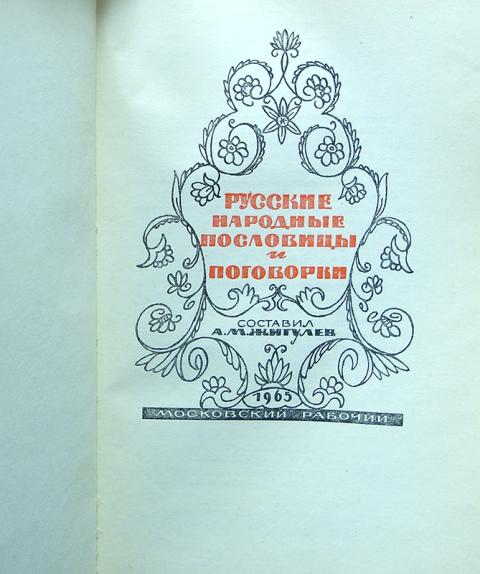 РУССКИЕ
НАРОДНЫЕ
ПОСЛОВИЦЫ
и
ПОГОВОРКИ
СОСТАВИЛ
А.М.ЖИГУЛЕВ
1965
МОСКОВСКИЙ РАБОЧИЙ